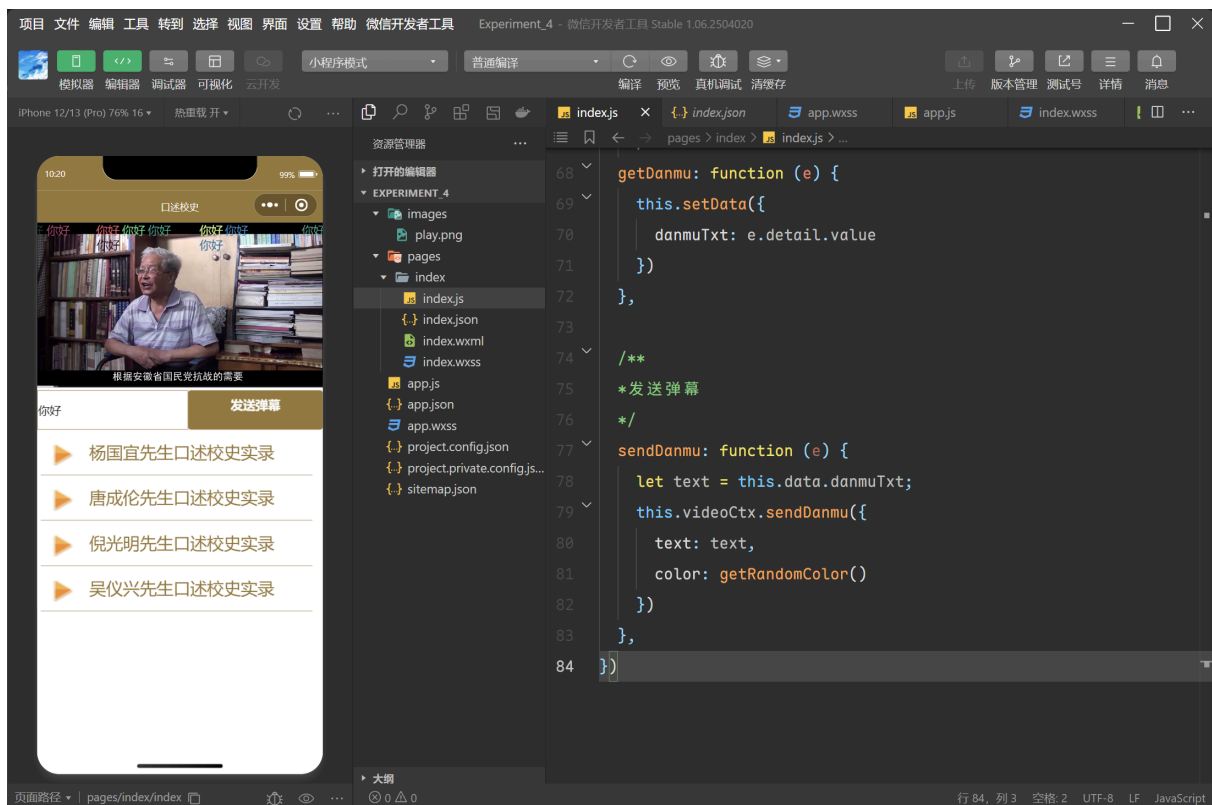 项目 文件 编辑 工具 转到 选择 视图 界面 设置 帮助 微信开发者工具 Experiment_4 - 微信开发者工具 Stable 1.06.2504020
模拟器 编辑器 调试器 可视化 云开发
小程序模式 普通编译
编译 预览 真机调试 清缓存
上传 版本管理 测试号 详情 消息
iPhone 12/13 (Pro) 76% 16 热重载 开
10:20 99%
口述校史
你好 你好 你好 你好 你好 你好 你好
你好 你好
根据安徽省国民党抗战的需要
你好 发送弹幕
杨国宜先生口述校史实录
唐成伦先生口述校史实录
倪光明先生口述校史实录
吴仪兴先生口述校史实录
页面路径 pages/index/index
资源管理器 ...
打开的编辑器
EXPERIMENT_4
images
play.png
pages
index
JS index.js
{..} index.json
index.wxml
index.wxss
JS app.js
{..} app.json
app.wxss
{..} project.config.json
{..} project.private.config.js...
{..} sitemap.json
大纲
0 0
JS index.js {..} index.json app.wxss JS app.js index.wxss
pages > index > JS index.js > ...
68 getDanmu: function (e) {
69 this.setData({
70 danmuTxt: e.detail.value
71 })
72 },
73
74 /**
75 *发送弹幕
76 */
77 sendDanmu: function (e) {
78 let text = this.data.danmuTxt;
79 this.videoCtx.sendDanmu({
80 text: text,
81 color: getRandomColor()
82 })
83 },
84 })
行 84, 列 3 空格: 2 UTF-8 LF JavaScript